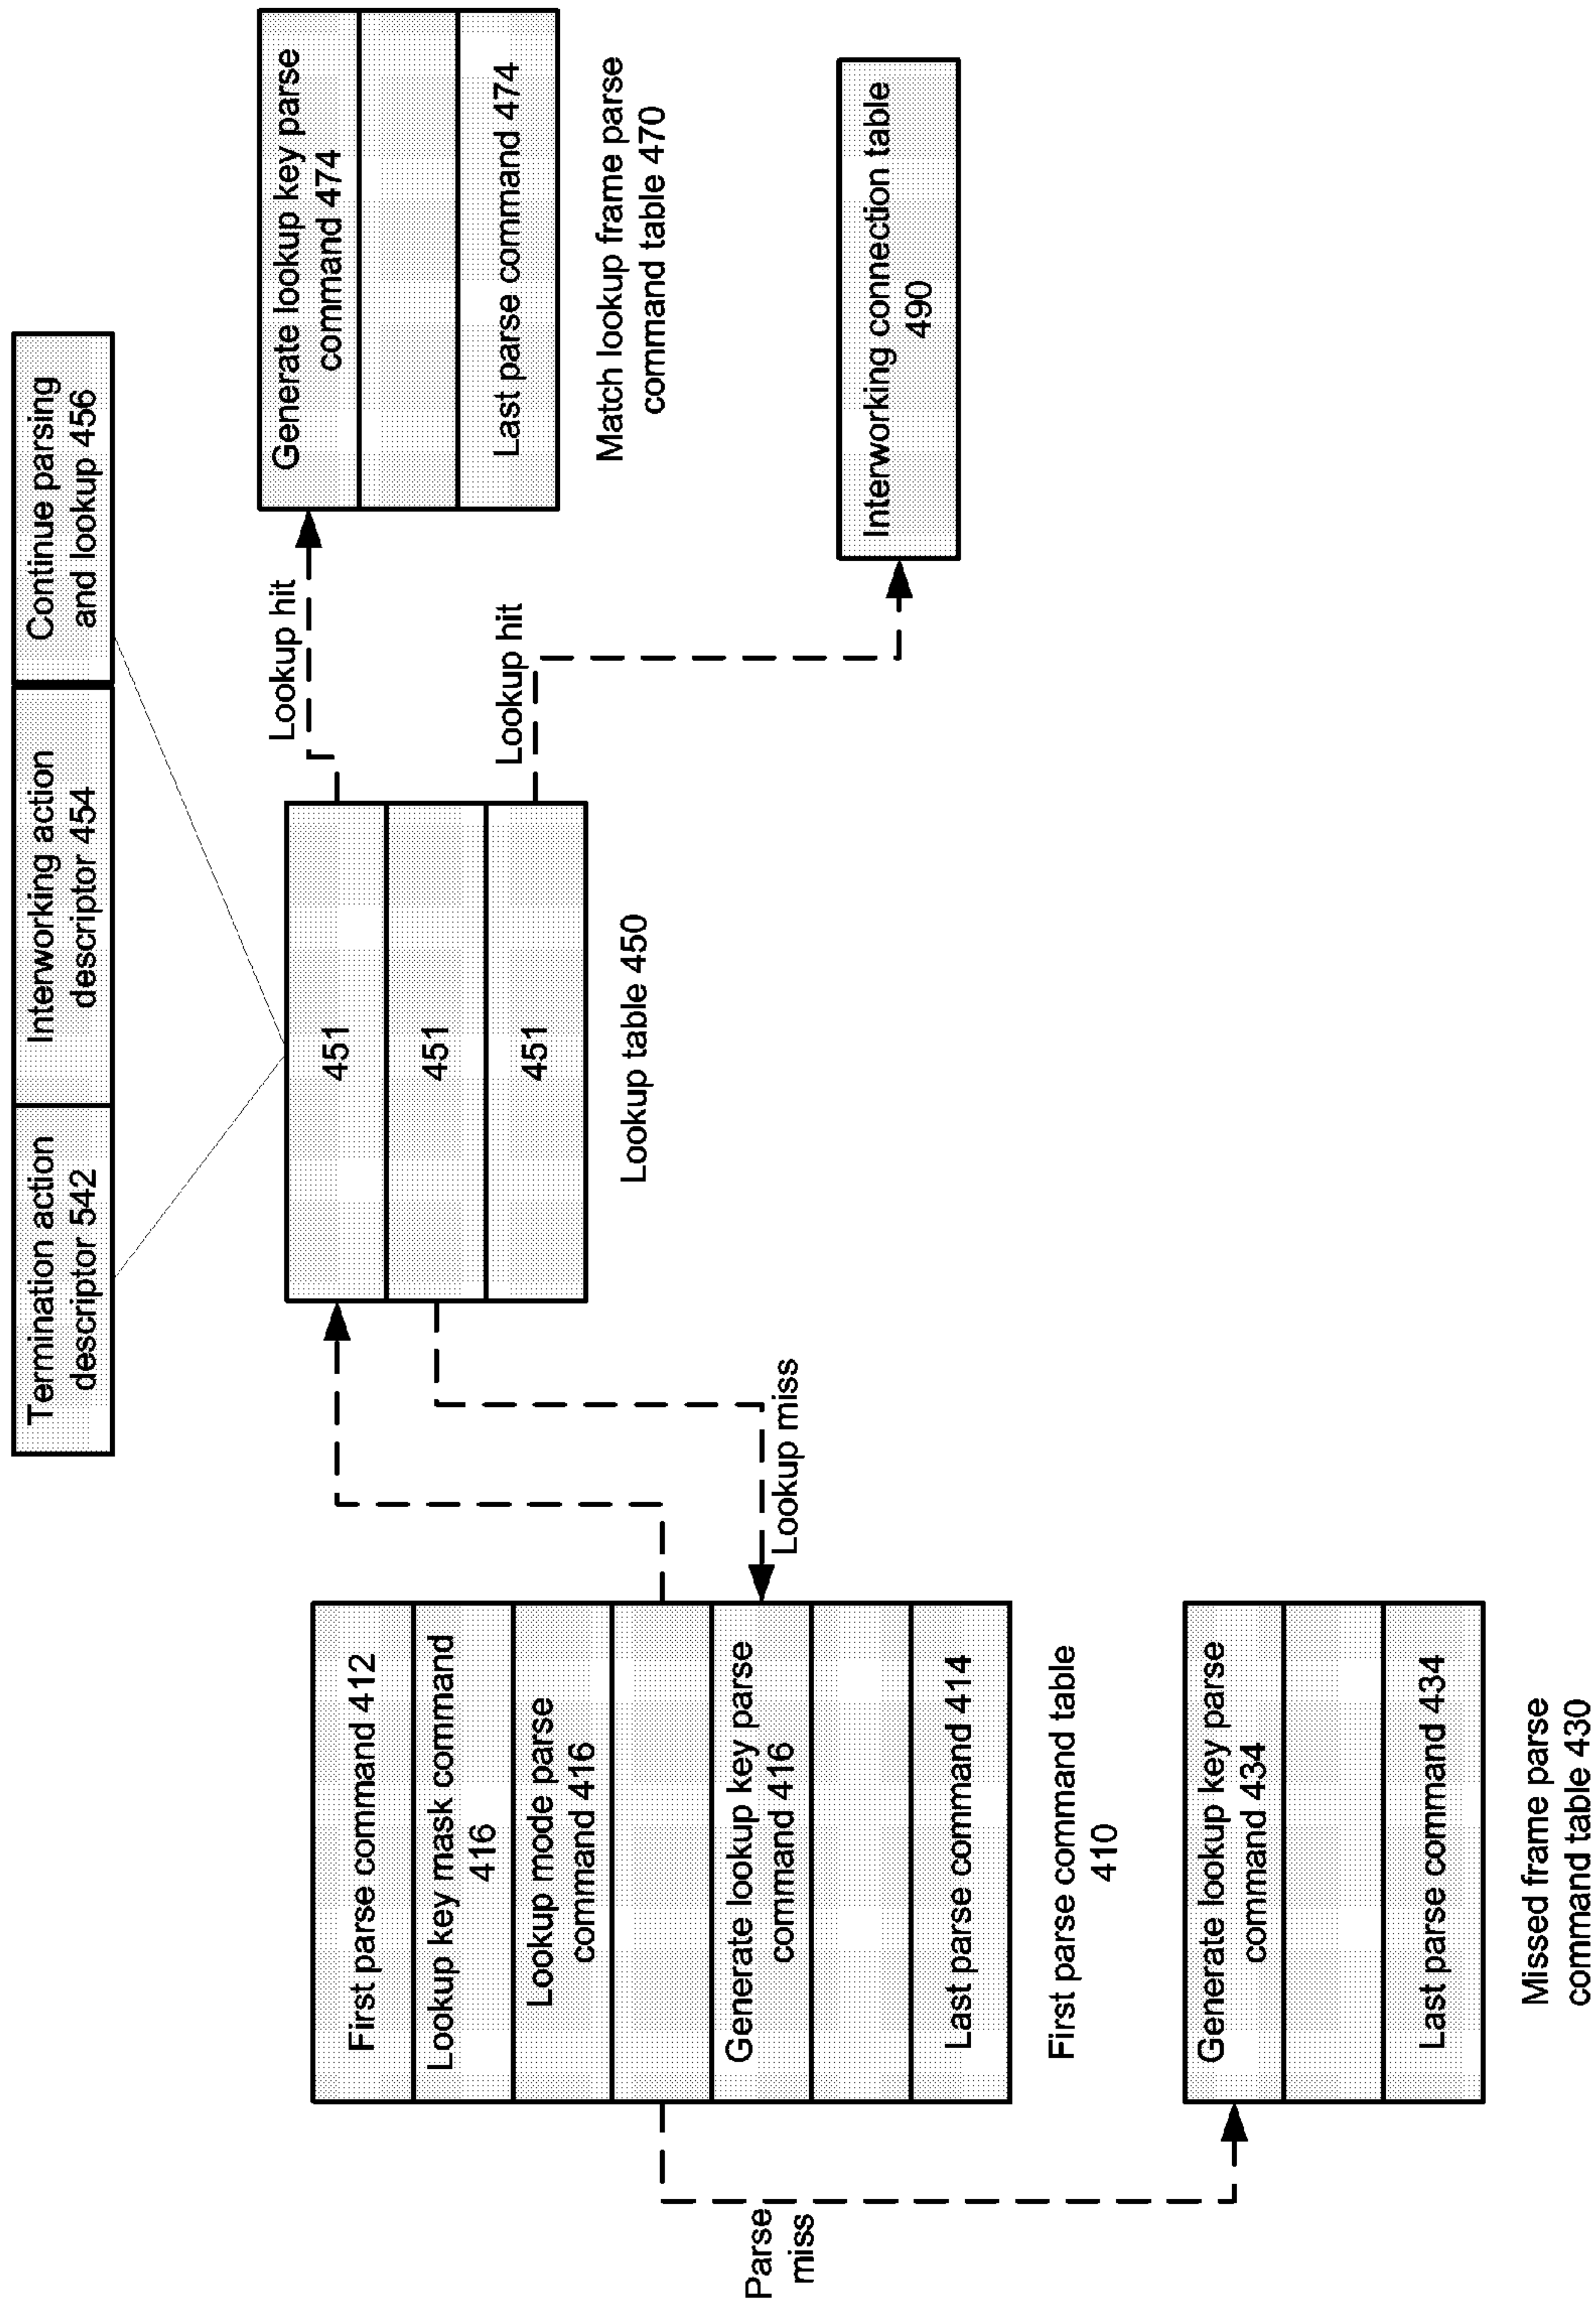 Termination action
descriptor 542
Interworking action
descriptor 454
Continue parsing
and lookup 456
First parse command 412
Lookup key mask command
416
Lookup mode parse
command 416
Generate lookup key parse
command 416
Last parse command 414
First parse command table
410
Parse
miss
Lookup miss
451
451
451
Lookup table 450
Lookup hit
Lookup hit
Generate lookup key parse
command 474
Last parse command 474
Match lookup frame parse
command table 470
Generate lookup key parse
command 434
Last parse command 434
Missed frame parse
command table 430
Interworking connection table
490